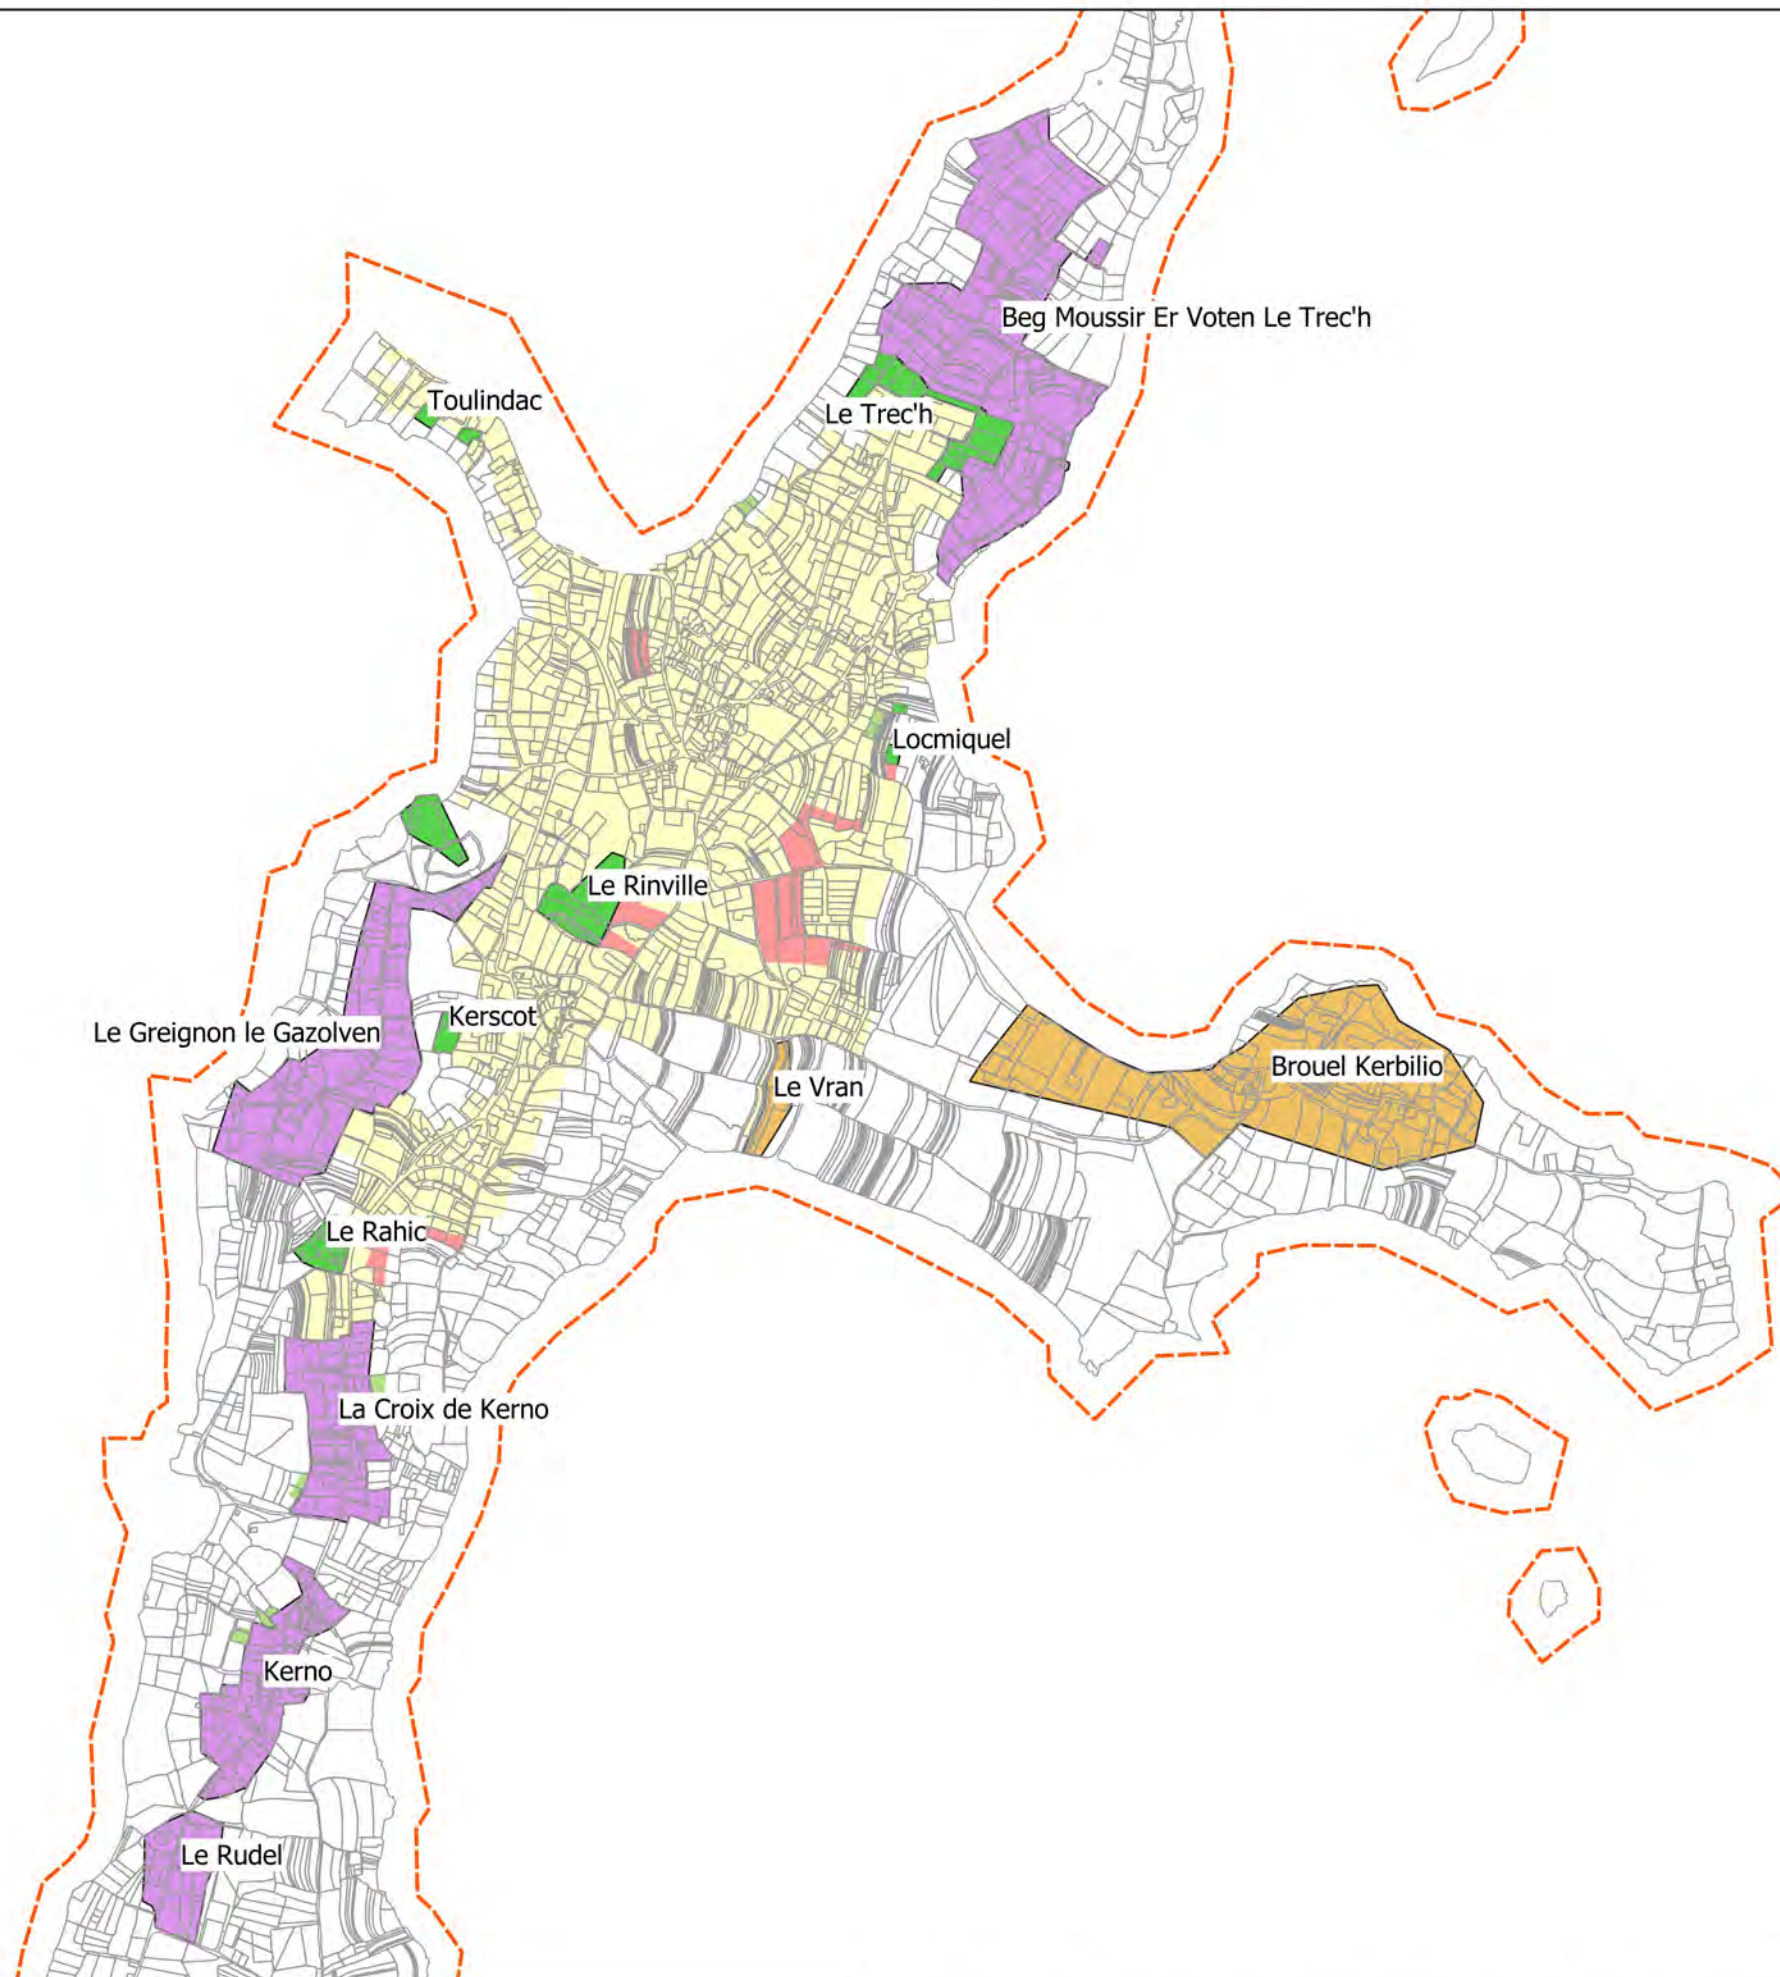 Beg Moussir Er Voten Le Trec'h
Toulindac
Le Trec'h
Locmiquel
Le Rinville
Kerscot
Le Greignon le Gazolven
Brouel Kerbilio
Le Vran
Le Rahic
La Croix de Kerno
Kerno
Le Rudel